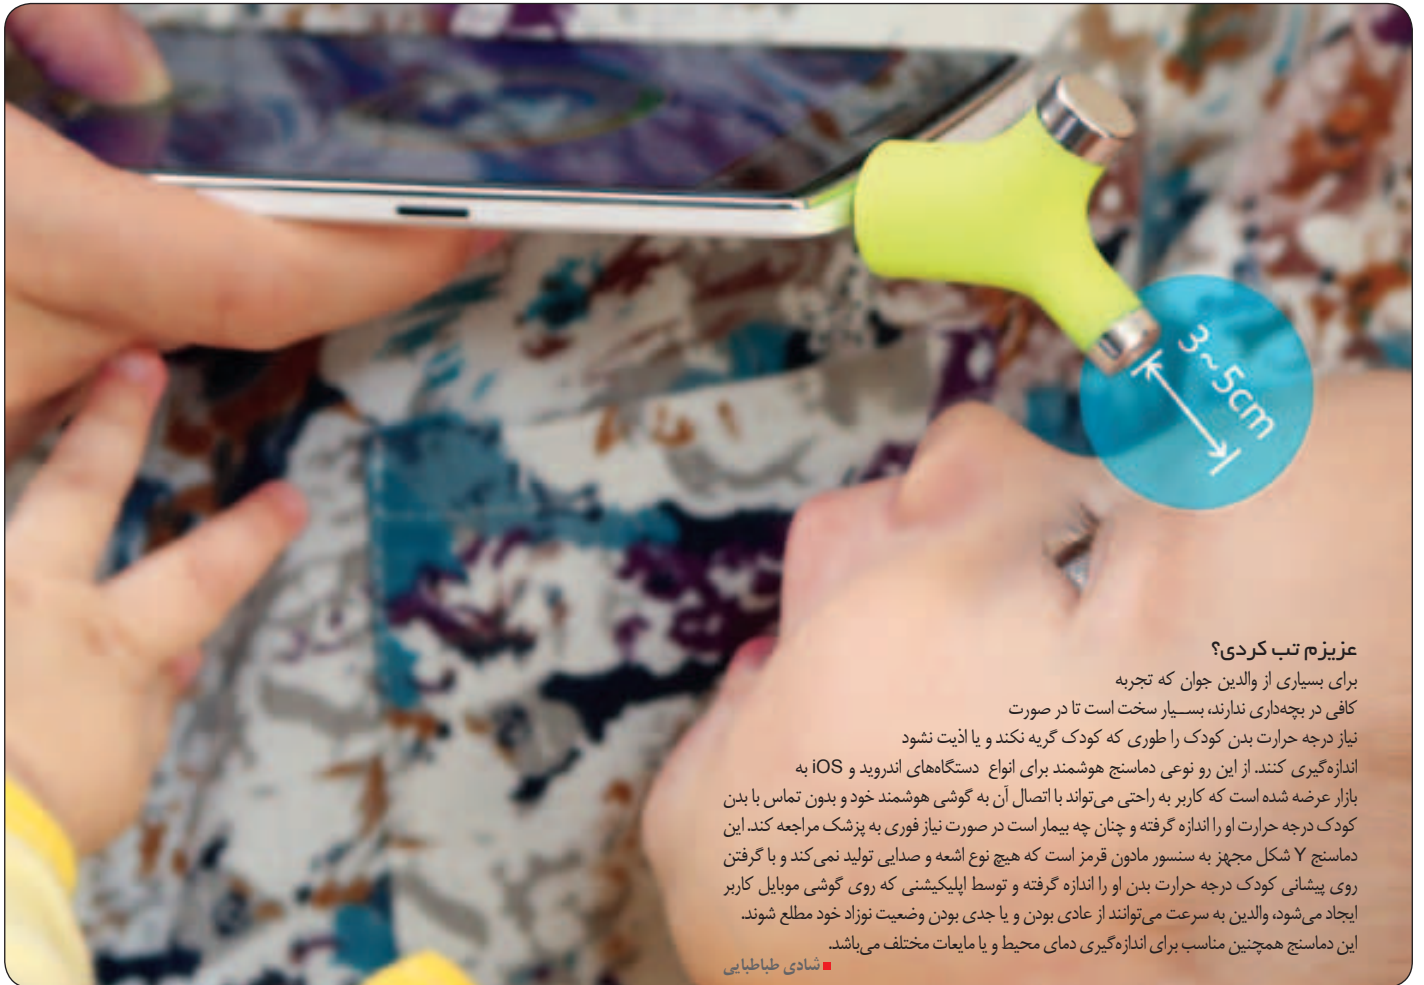 3~5cm
عزیزم تب کردی؟
برای بسیاری از والدین جوان که تجربه
کافی در بچه‌داری ندارند، بسیار سخت است تا در صورت
نیاز درجه حرارت بدن کودک را طوری که کودک گریه نکند و یا اذیت نشود
اندازه‌گیری کنند. از این رو نوعی دماسنج هوشمند برای انواع دستگاه‌های اندروید و iOS به
بازار عرضه شده است که کاربر به راحتی می‌تواند با اتصال آن به گوشی هوشمند خود و بدون تماس با بدن
کودک درجه حرارت او را اندازه گرفته و چنان چه بیمار است در صورت نیاز فوری به پزشک مراجعه کند. این
دماسنج Y شکل مجهز به سنسور مادون قرمز است که هیچ نوع اشعه و صدایی تولید نمی‌کند و با گرفتن
روی پیشانی کودک درجه حرارت بدن او را اندازه گرفته و توسط اپلیکیشنی که روی گوشی موبایل کاربر
ایجاد می‌شود، والدین به سرعت می‌توانند از عادی بودن و یا جدی بودن وضعیت نوزاد خود مطلع شوند.
این دماسنج همچنین مناسب برای اندازه‌گیری دمای محیط و یا مایعات مختلف می‌باشد.
■ شادی طباطبایی